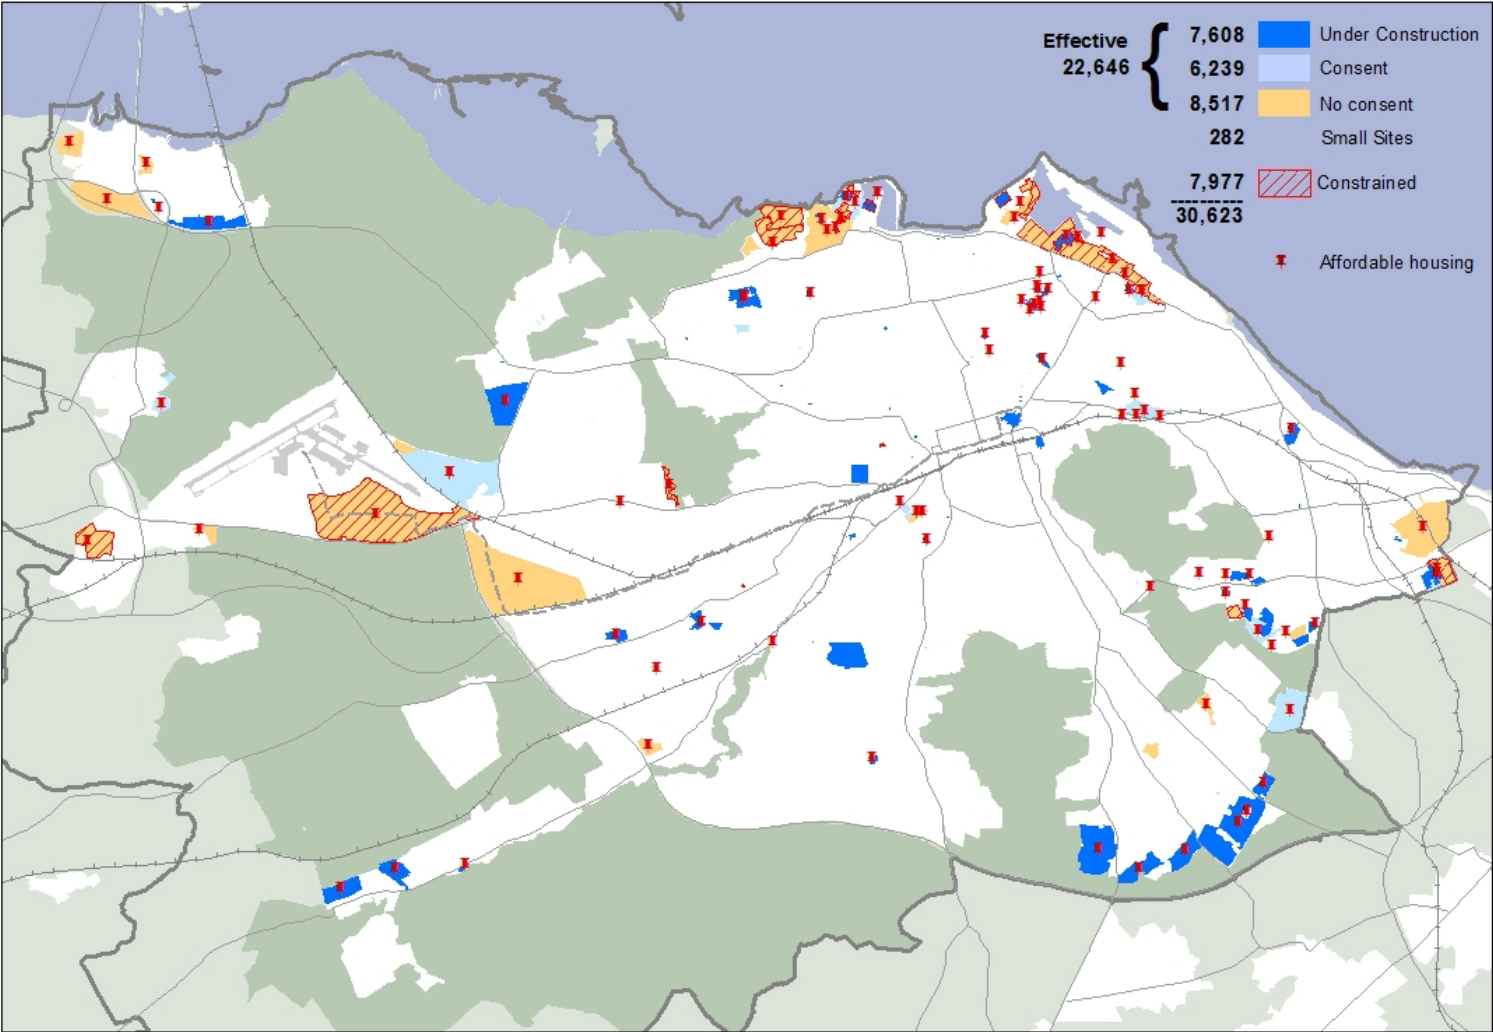 Effective
22,646
7,608 Under Construction
6,239 Consent
8,517 No consent
282 Small Sites
7,977 Constrained
----------
30,623
Affordable housing